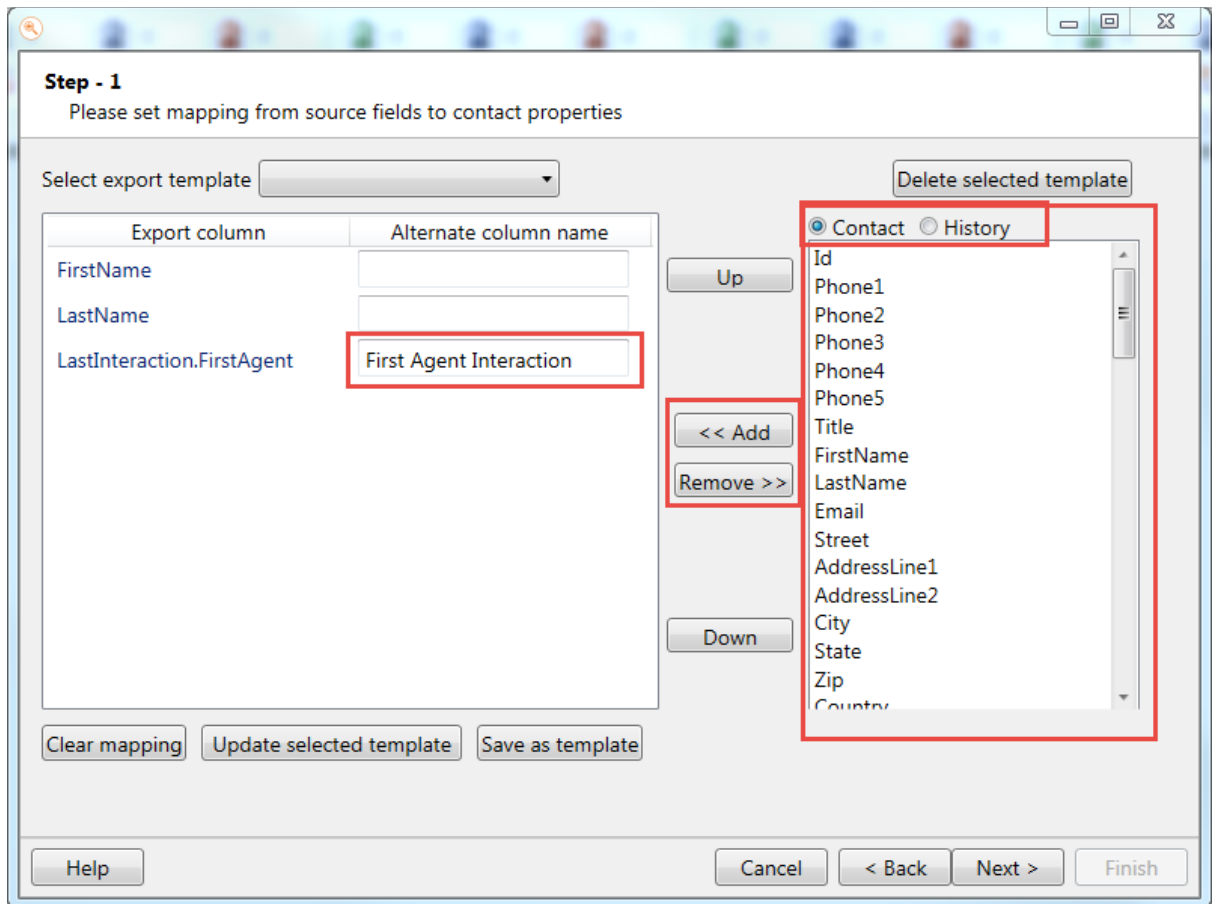 Step - 1
Please set mapping from source fields to contact properties
Select export template
Delete selected template
Export column Alternate column name
FirstName
LastName
LastInteraction.FirstAgent First Agent Interaction
Up
<< Add
Remove >>
Down
Contact History
Id
Phone1
Phone2
Phone3
Phone4
Phone5
Title
FirstName
LastName
Email
Street
AddressLine1
AddressLine2
City
State
Zip
Country
Clear mapping Update selected template Save as template
Help Cancel < Back Next > Finish